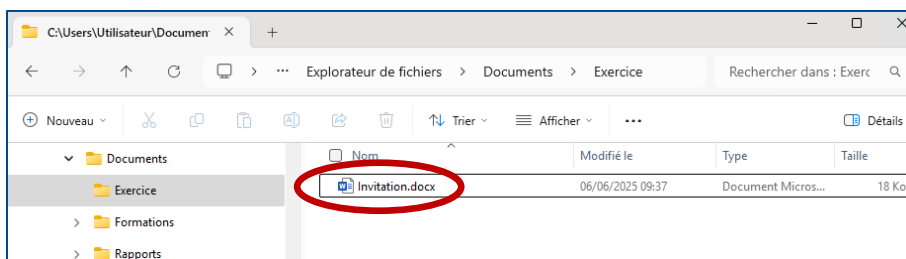 C:\Users\Utilisateur\Documen
Explorateur de fichiers > Documents > Exercice
Rechercher dans : Exerc
Nouveau
Trier
Afficher
Détails
Documents
Exercice
Formations
Rapports
Nom
Modifié le
Type
Taille
Invitation.docx
06/06/2025 09:37
Document Micros...
18 Ko